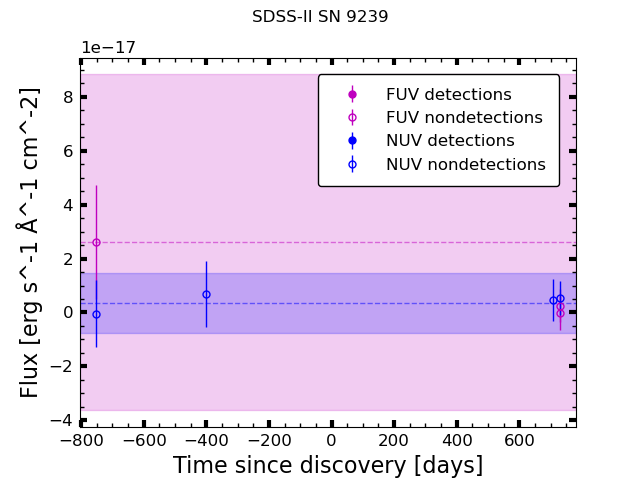 SDSS-II SN 9239
1e−17
FUV detections
FUV nondetections
NUV detections
NUV nondetections
8
6
4
2
0
−2
−4
Flux [erg s^-1 Å^-1 cm^-2]
−800 −600 −400 −200 0 200 400 600
Time since discovery [days]